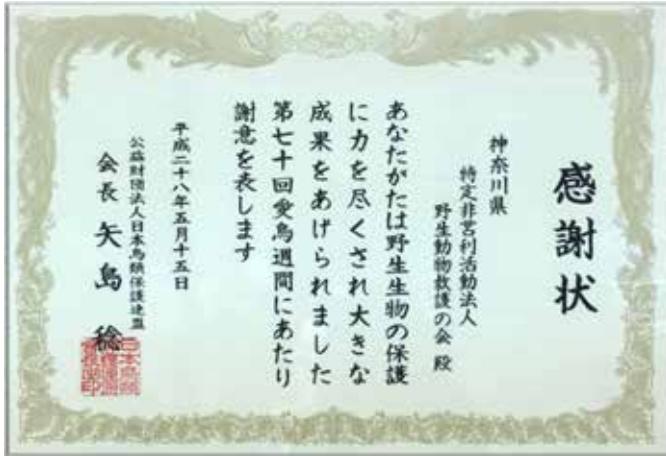 感謝状
神奈川県
特定非営利活動法人
野生動物救護の会 殿
あなたがたは野生生物の保護
に力を尽くされ大きな
成果をあげられました
第七十回愛鳥週間にあたり
謝意を表します
平成二十八年五月十五日
公益財団法人日本鳥類保護連盟
会長 矢島 稔